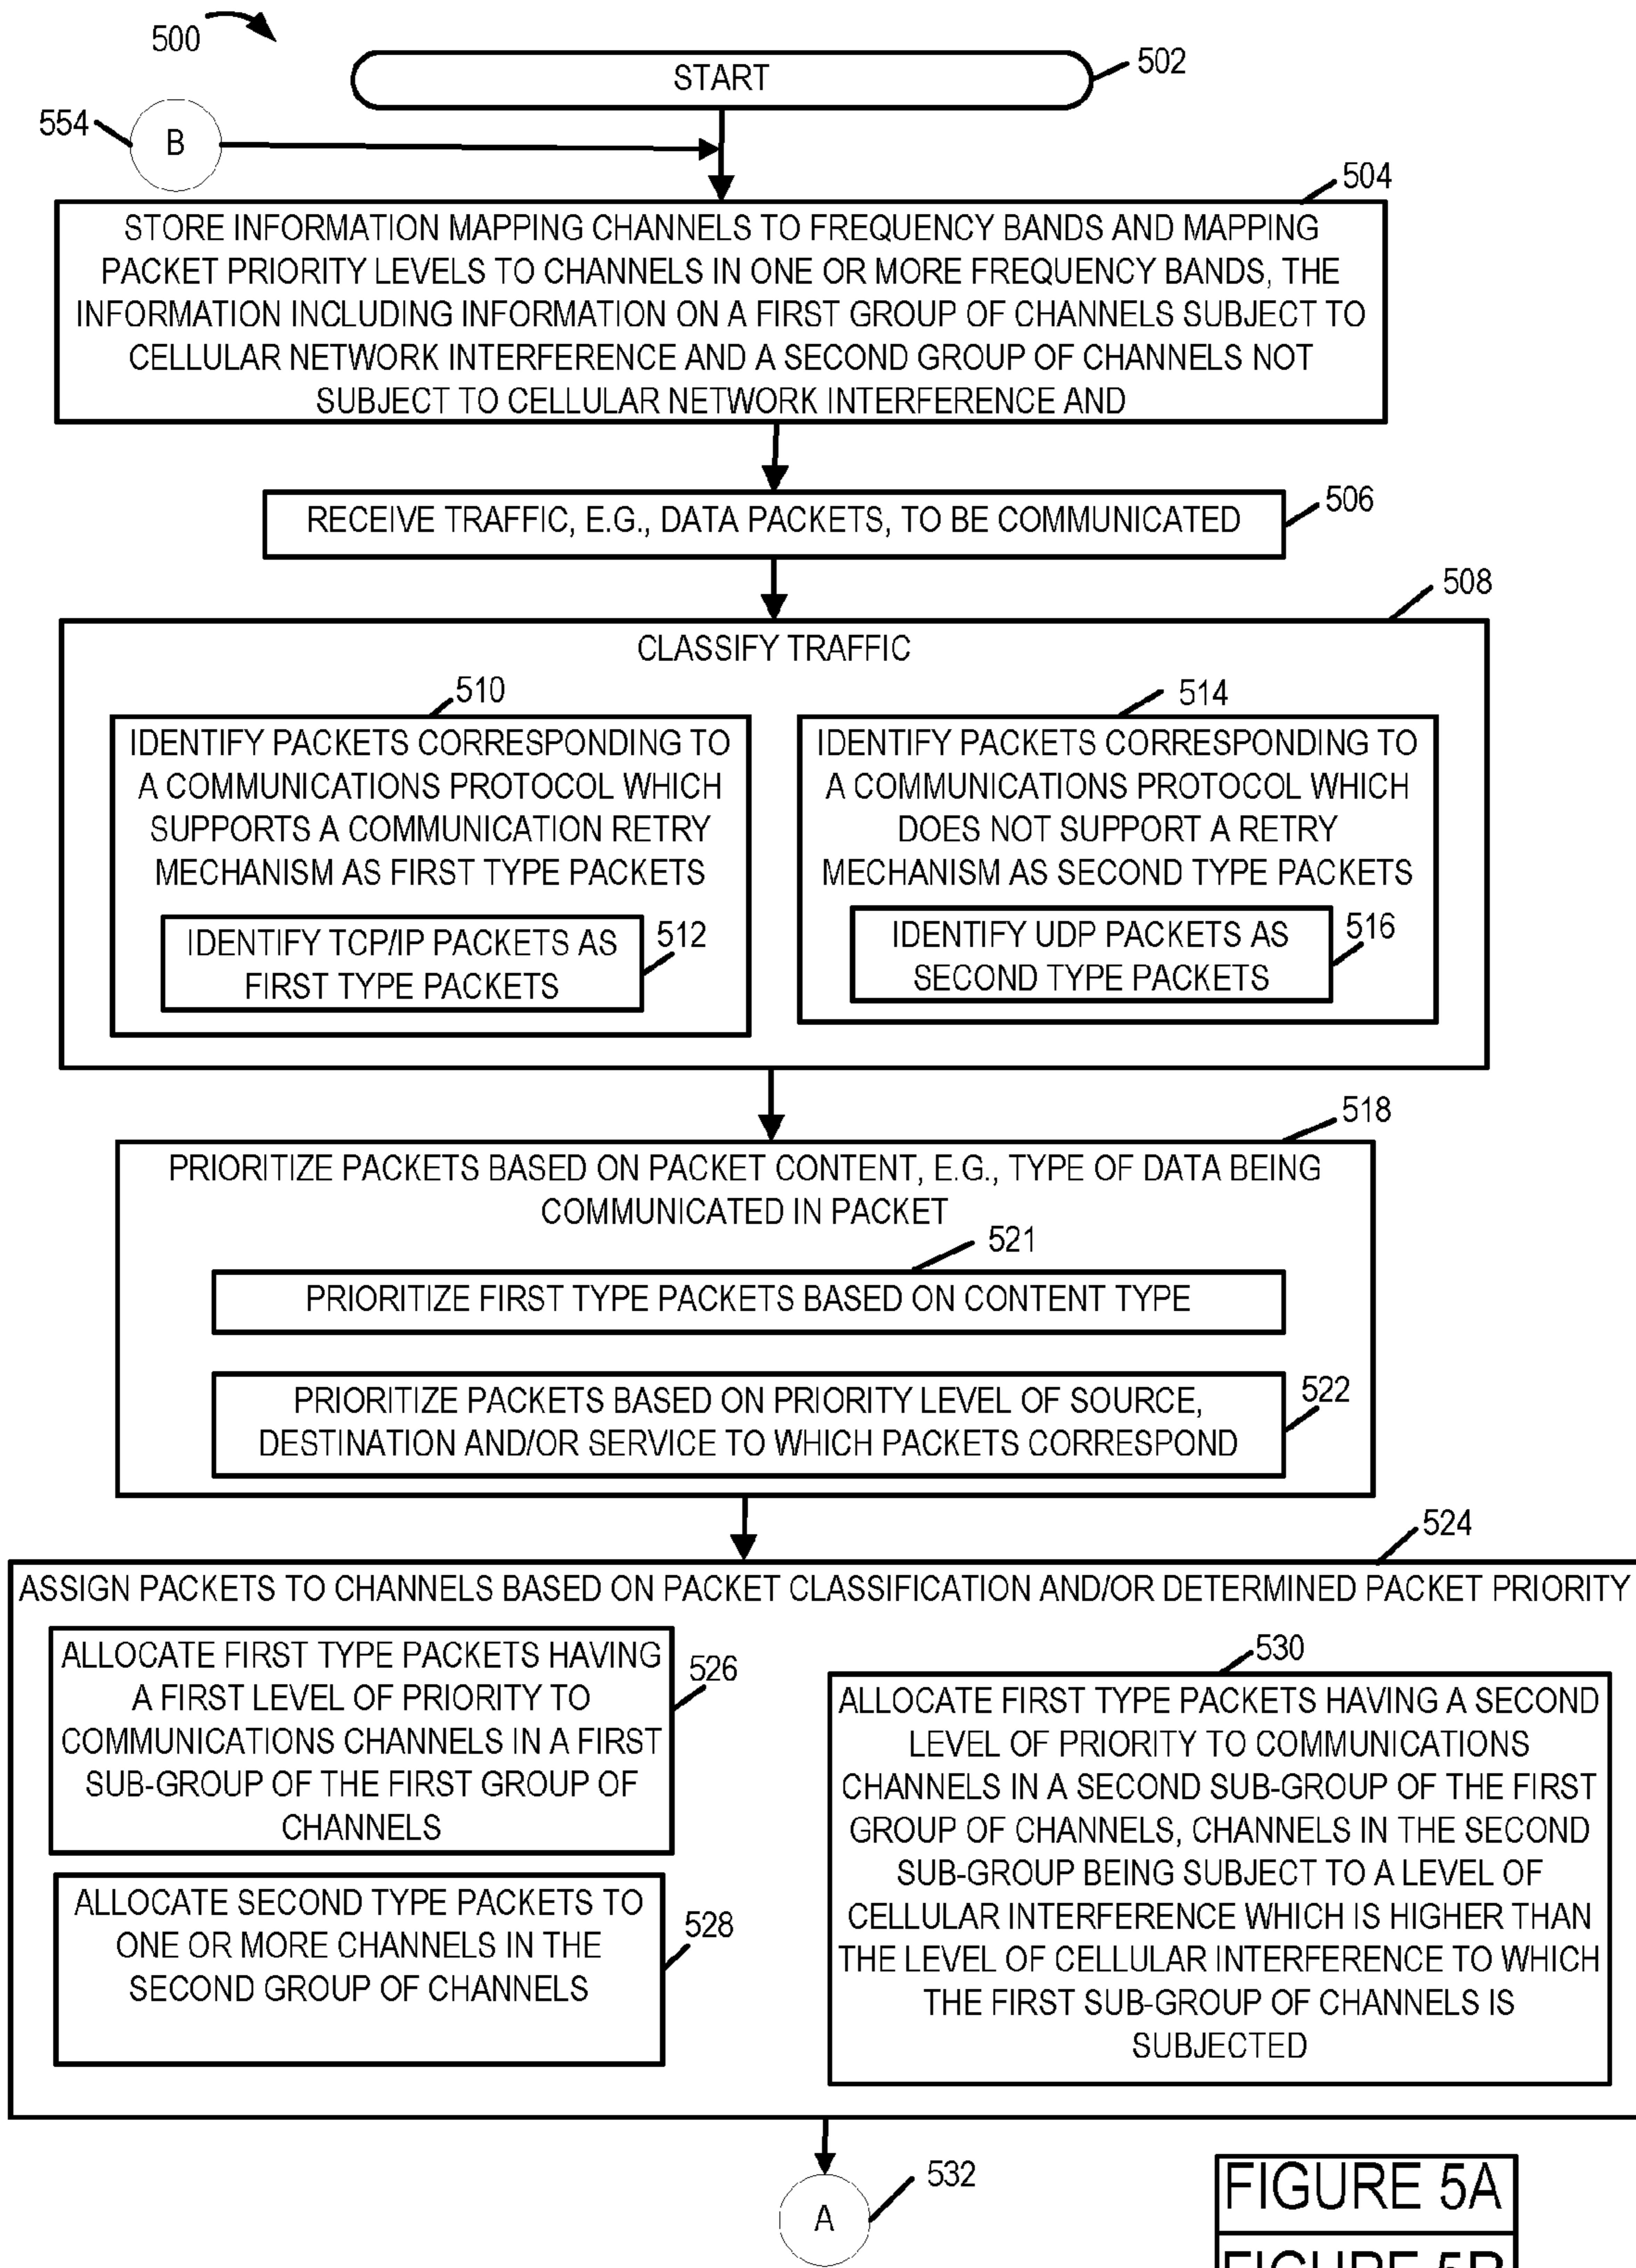 500
START
502
554
B
504
STORE INFORMATION MAPPING CHANNELS TO FREQUENCY BANDS AND MAPPING
PACKET PRIORITY LEVELS TO CHANNELS IN ONE OR MORE FREQUENCY BANDS, THE
INFORMATION INCLUDING INFORMATION ON A FIRST GROUP OF CHANNELS SUBJECT TO
CELLULAR NETWORK INTERFERENCE AND A SECOND GROUP OF CHANNELS NOT
SUBJECT TO CELLULAR NETWORK INTERFERENCE AND
506
RECEIVE TRAFFIC, E.G., DATA PACKETS, TO BE COMMUNICATED
508
CLASSIFY TRAFFIC
510
IDENTIFY PACKETS CORRESPONDING TO
A COMMUNICATIONS PROTOCOL WHICH
SUPPORTS A COMMUNICATION RETRY
MECHANISM AS FIRST TYPE PACKETS
IDENTIFY TCP/IP PACKETS AS
FIRST TYPE PACKETS
512
514
IDENTIFY PACKETS CORRESPONDING TO
A COMMUNICATIONS PROTOCOL WHICH
DOES NOT SUPPORT A RETRY
MECHANISM AS SECOND TYPE PACKETS
IDENTIFY UDP PACKETS AS
SECOND TYPE PACKETS
516
518
PRIORITIZE PACKETS BASED ON PACKET CONTENT, E.G., TYPE OF DATA BEING
COMMUNICATED IN PACKET
521
PRIORITIZE FIRST TYPE PACKETS BASED ON CONTENT TYPE
PRIORITIZE PACKETS BASED ON PRIORITY LEVEL OF SOURCE,
DESTINATION AND/OR SERVICE TO WHICH PACKETS CORRESPOND
522
524
ASSIGN PACKETS TO CHANNELS BASED ON PACKET CLASSIFICATION AND/OR DETERMINED PACKET PRIORITY
ALLOCATE FIRST TYPE PACKETS HAVING
A FIRST LEVEL OF PRIORITY TO
COMMUNICATIONS CHANNELS IN A FIRST
SUB-GROUP OF THE FIRST GROUP OF
CHANNELS
526
ALLOCATE SECOND TYPE PACKETS TO
ONE OR MORE CHANNELS IN THE
SECOND GROUP OF CHANNELS
528
530
ALLOCATE FIRST TYPE PACKETS HAVING A SECOND
LEVEL OF PRIORITY TO COMMUNICATIONS
CHANNELS IN A SECOND SUB-GROUP OF THE FIRST
GROUP OF CHANNELS, CHANNELS IN THE SECOND
SUB-GROUP BEING SUBJECT TO A LEVEL OF
CELLULAR INTERFERENCE WHICH IS HIGHER THAN
THE LEVEL OF CELLULAR INTERFERENCE TO WHICH
THE FIRST SUB-GROUP OF CHANNELS IS
SUBJECTED
A
532
FIGURE 5A
FIGURE 5B